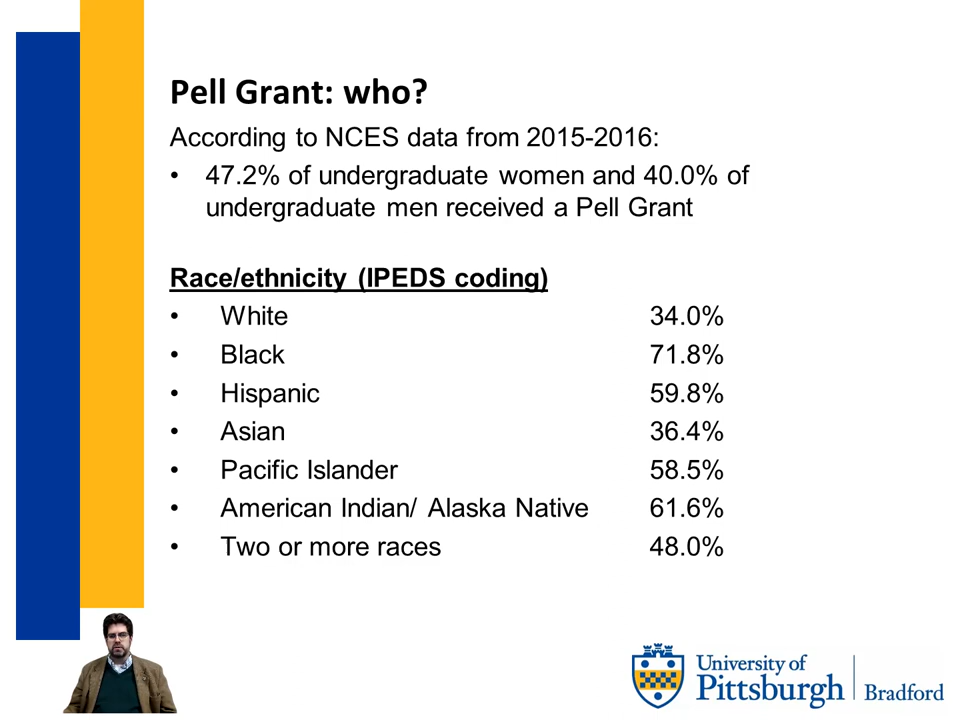 Pell Grant: who?
According to NCES data from 2015-2016:
• 47.2% of undergraduate women and 40.0% of
undergraduate men received a Pell Grant
Race/ethnicity (IPEDS coding)
• White 34.0%
• Black 71.8%
• Hispanic 59.8%
• Asian 36.4%
• Pacific Islander 58.5%
• American Indian/ Alaska Native 61.6%
• Two or more races 48.0%
University of
Pittsburgh
Bradford